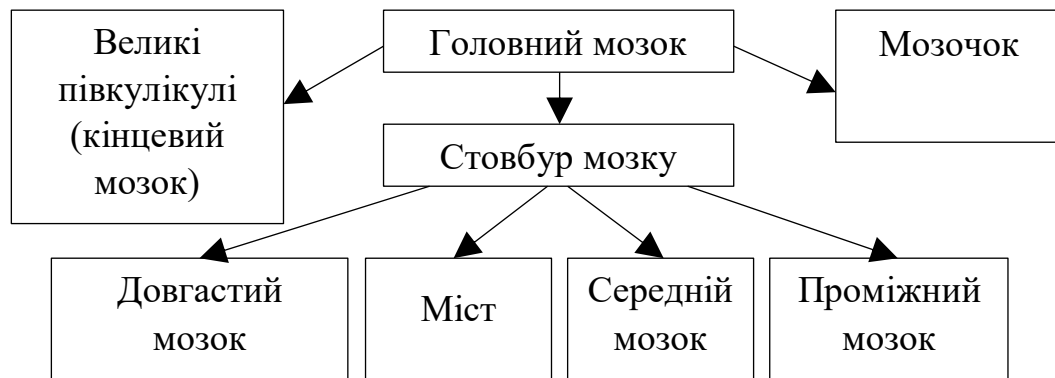 Великі
півкулікулі
(кінцевий
мозок)
Головний мозок
Мозочок
Стовбур мозку
Довгастий
мозок
Міст
Середній
мозок
Проміжний
мозок